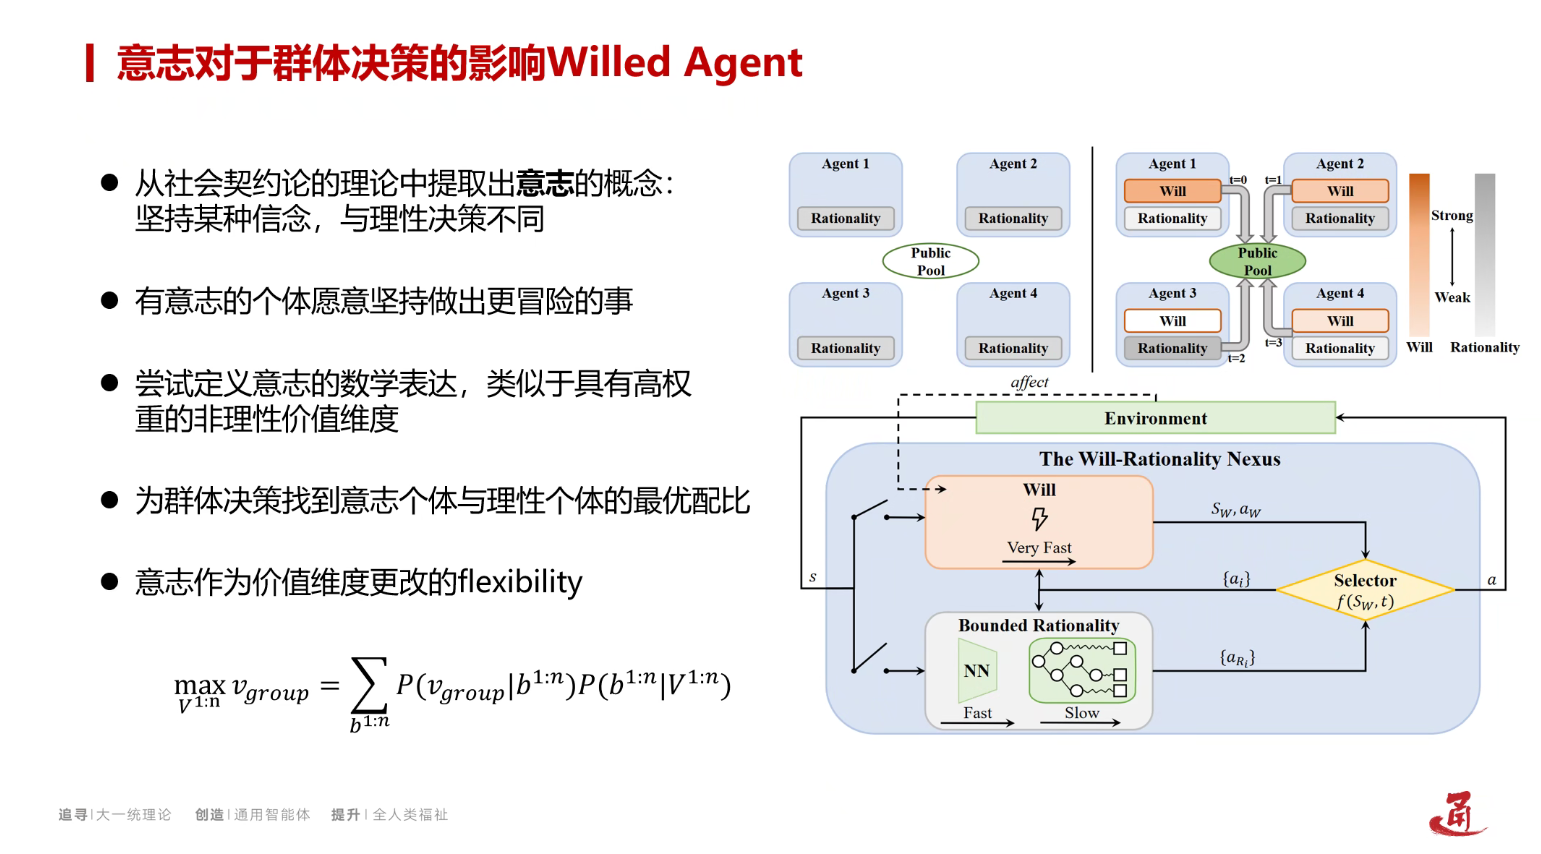 意志对于群体决策的影响Willed Agent
● 从社会契约论的理论中提取出意志的概念：
坚持某种信念，与理性决策不同
● 有意志的个体愿意坚持做出更冒险的事
● 尝试定义意志的数学表达，类似于具有高权
重的非理性价值维度
● 为群体决策找到意志个体与理性个体的最优配比
● 意志作为价值维度更改的flexibility
max_{V^{1:n}} v_{group} = ∑_{b^{1:n}} P(v_{group}|b^{1:n})P(b^{1:n}|V^{1:n})
Agent 1
Rationality
Agent 2
Rationality
Public
Pool
Agent 3
Rationality
Agent 4
Rationality
Agent 1
Will
Rationality
t=0
t=1
Agent 2
Will
Rationality
Public
Pool
Agent 3
Will
Rationality
t=2
t=3
Agent 4
Will
Rationality
Strong
Weak
Will
Rationality
affect
Environment
The Will-Rationality Nexus
Will
Very Fast
S_W, a_W
s
{a_i}
Selector
f(S_W, t)
a
Bounded Rationality
NN
Fast
Slow
{a_{R_i}}
追寻|大一统理论 创造|通用智能体 提升|全人类福祉